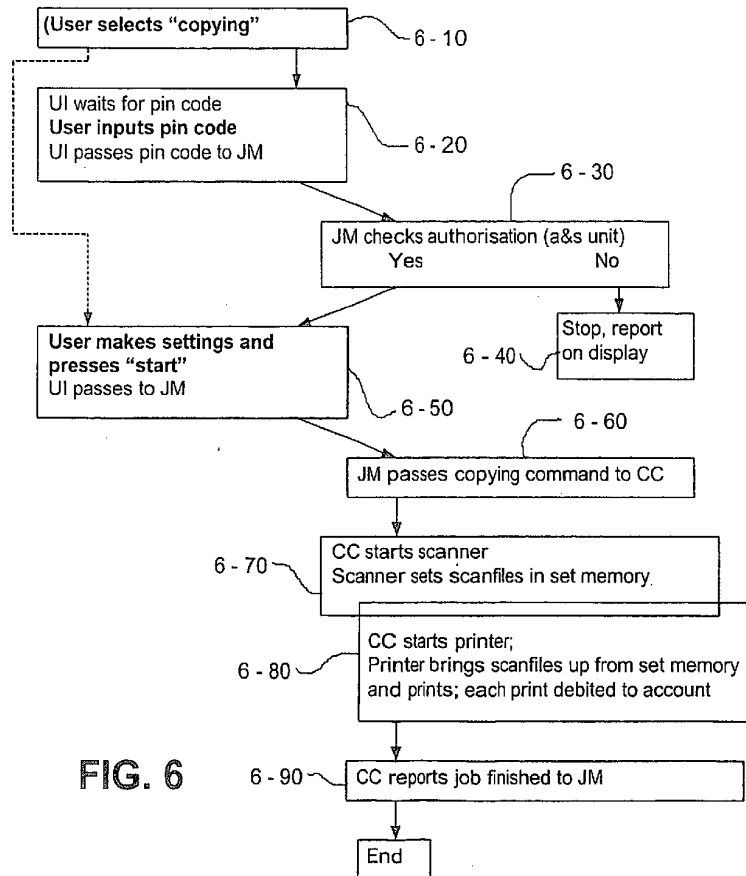 (User selects "copying"
6 - 10
UI waits for pin code
User inputs pin code
UI passes pin code to JM
6 - 20
6 - 30
JM checks authorisation (a&s unit)
Yes No
Stop, report
on display
6 - 40
User makes settings and
presses "start"
UI passes to JM
6 - 50
6 - 60
JM passes copying command to CC
CC starts scanner
Scanner sets scanfiles in set memory
6 - 70
CC starts printer;
Printer brings scanfiles up from set memory
and prints; each print debited to account
6 - 80
FIG. 6
6 - 90
CC reports job finished to JM
End